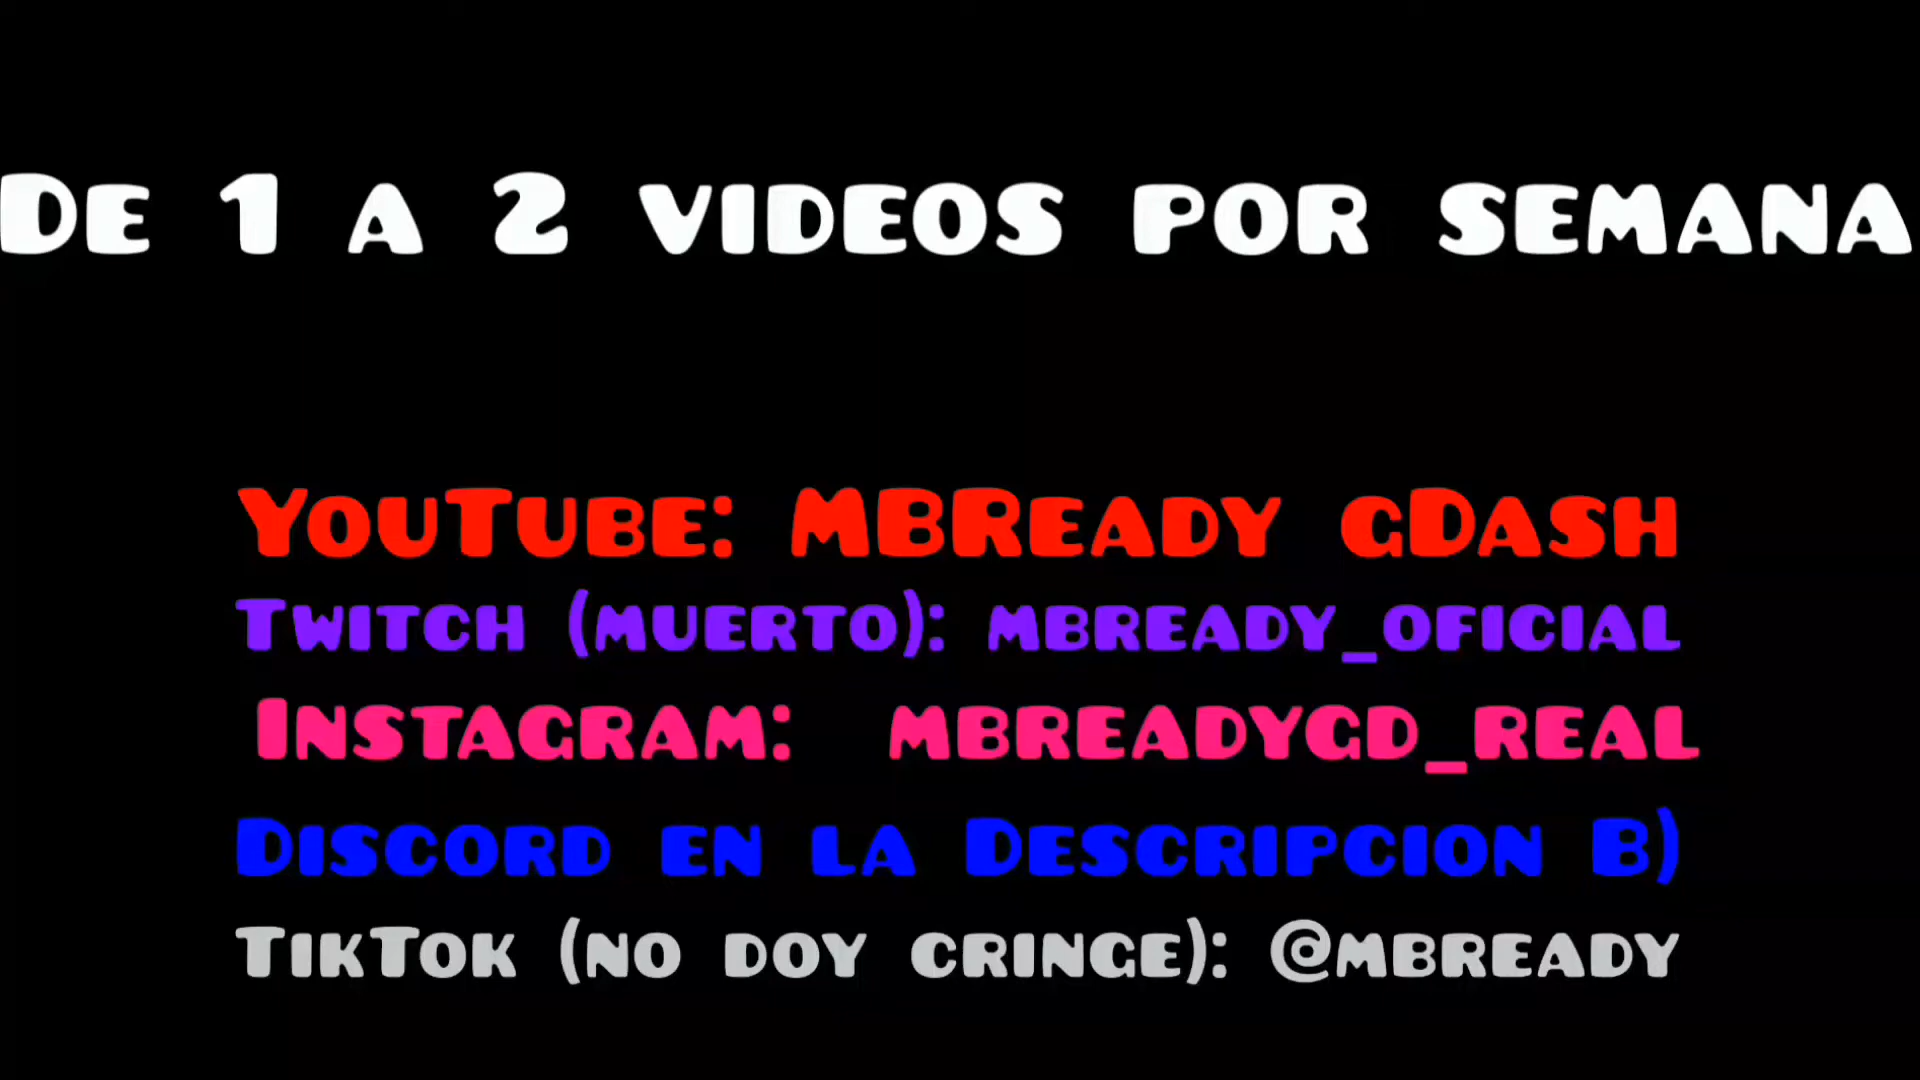 De 1 a 2 videos por semana
YouTube: MBReady gDash
Twitch (muerto): mbready_oficial
Instagram: mbreadygd_real
Discord en la Descripcion B)
TikTok (no doy cringe): @mbready